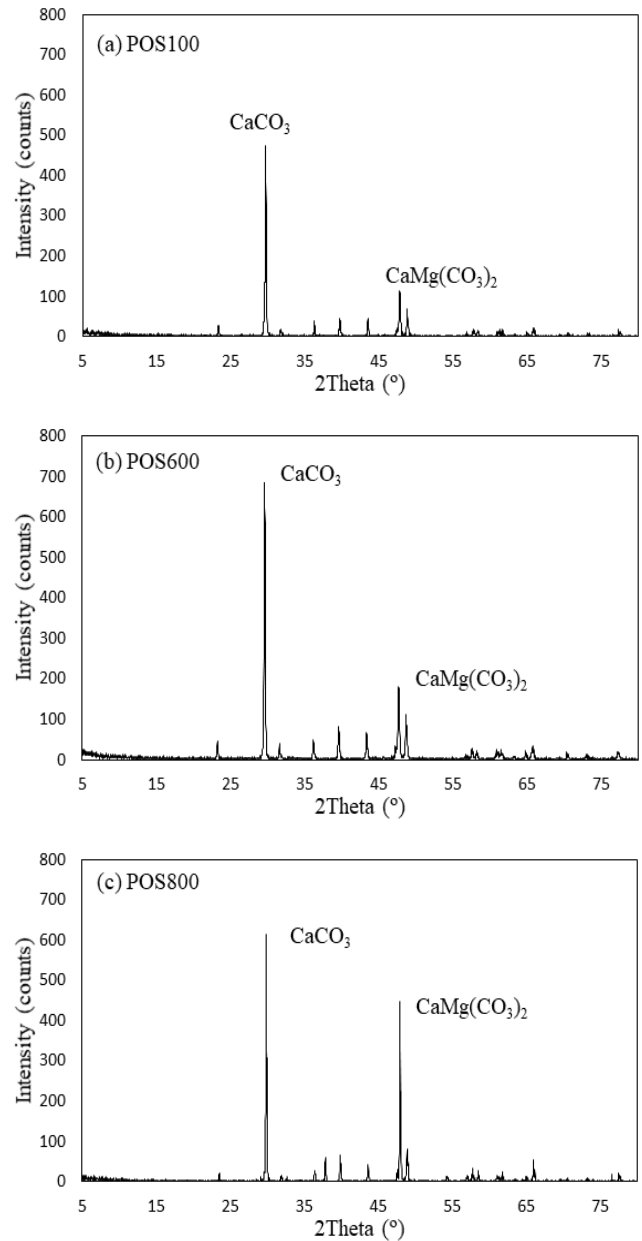 (a) POS100
CaCO₃
CaMg(CO₃)₂
Intensity (counts)
800
700
600
500
400
300
200
100
0
5 15 25 35 45 55 65 75
2Theta (º)
(b) POS600
CaCO₃
CaMg(CO₃)₂
Intensity (counts)
800
700
600
500
400
300
200
100
0
5 15 25 35 45 55 65 75
2Theta (º)
(c) POS800
CaCO₃
CaMg(CO₃)₂
Intensity (counts)
800
700
600
500
400
300
200
100
0
5 15 25 35 45 55 65 75
2Theta (º)